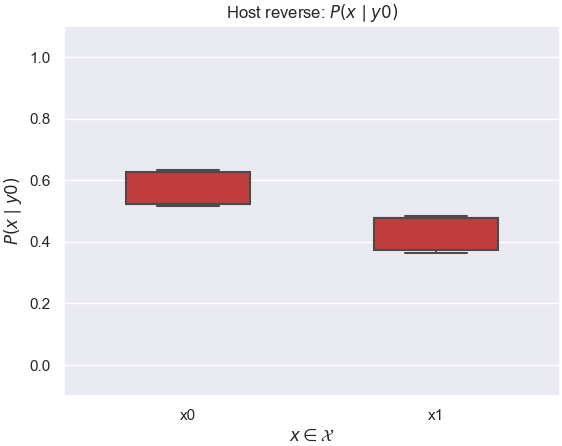 Host reverse: P(x | y0)
P(x | y0)
1.0
0.8
0.6
0.4
0.2
0.0
x0 x1
x ∈ 𝒳